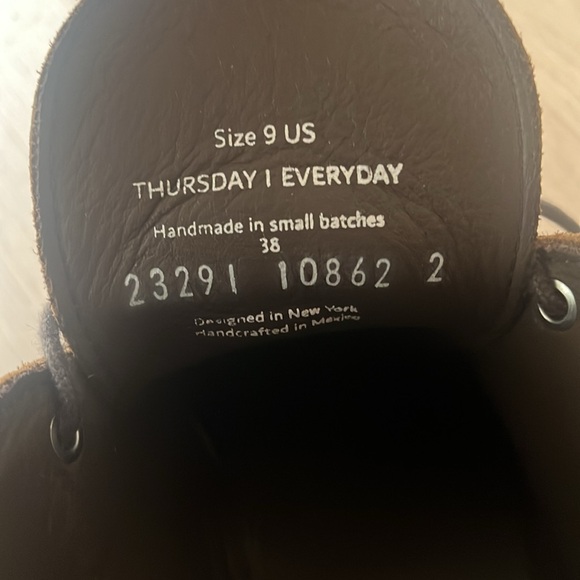 Size 9 US
THURSDAY | EVERYDAY
Handmade in small batches
38
23291 10862 2
Designed in New York
Handcrafted in Mexico